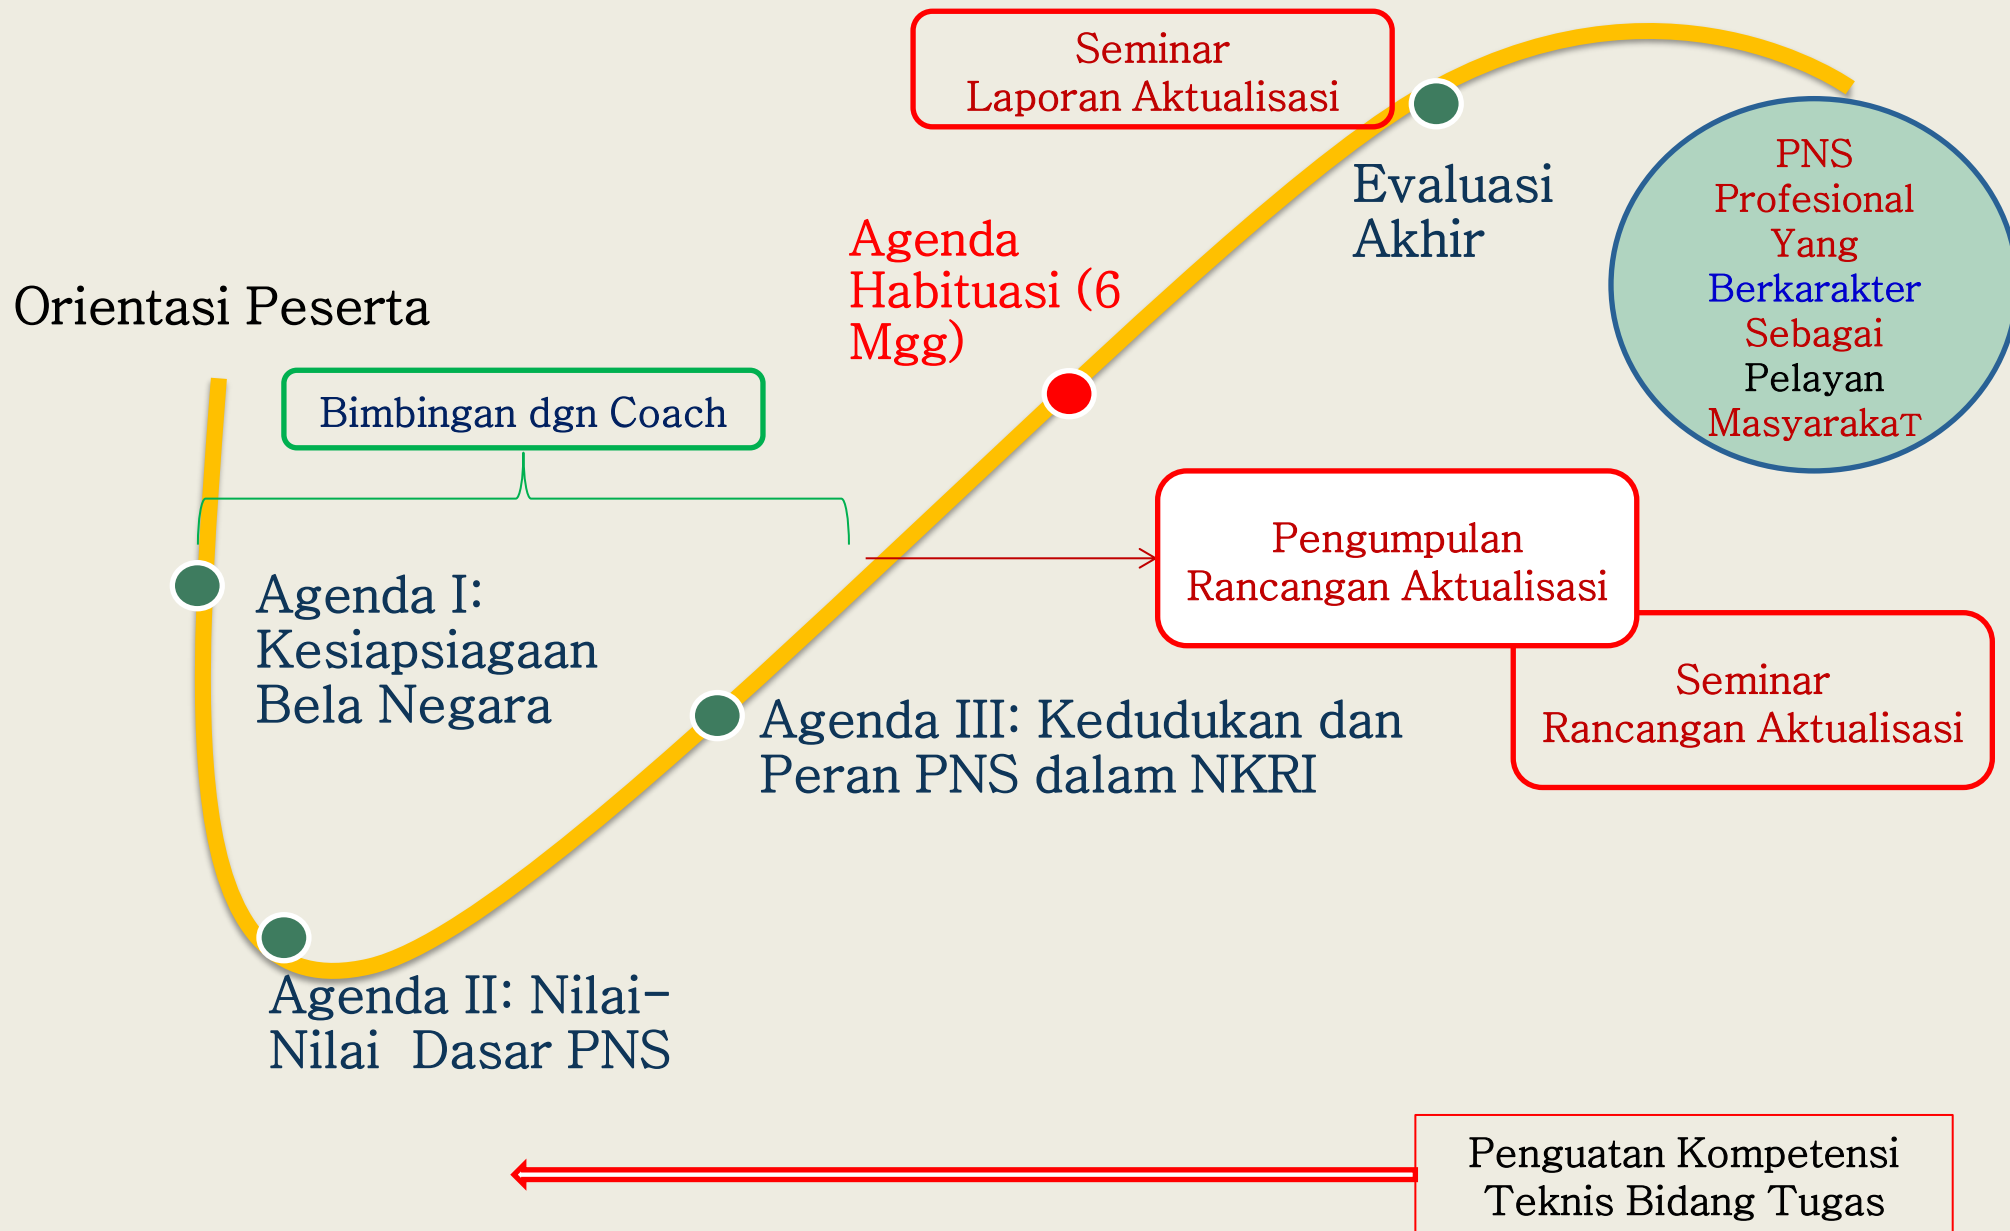 Seminar
Laporan Aktualisasi
PNS
Profesional
Yang
Berkarakter
Sebagai
Pelayan
MasyarakaT
Evaluasi
Akhir
Agenda
Habituasi (6
Mgg)
Orientasi Peserta
Bimbingan dgn Coach
Pengumpulan
Rancangan Aktualisasi
Agenda I:
Kesiapsiagaan
Bela Negara
Seminar
Rancangan Aktualisasi
Agenda III: Kedudukan dan
Peran PNS dalam NKRI
Agenda II: Nilai-
Nilai  Dasar PNS
Penguatan Kompetensi
Teknis Bidang Tugas